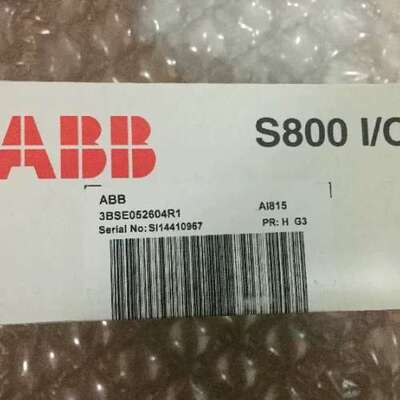 ABB
S800 I/O
ABB
3BSE052604R1
AI815
Serial No: SI14410967
PR: H G3